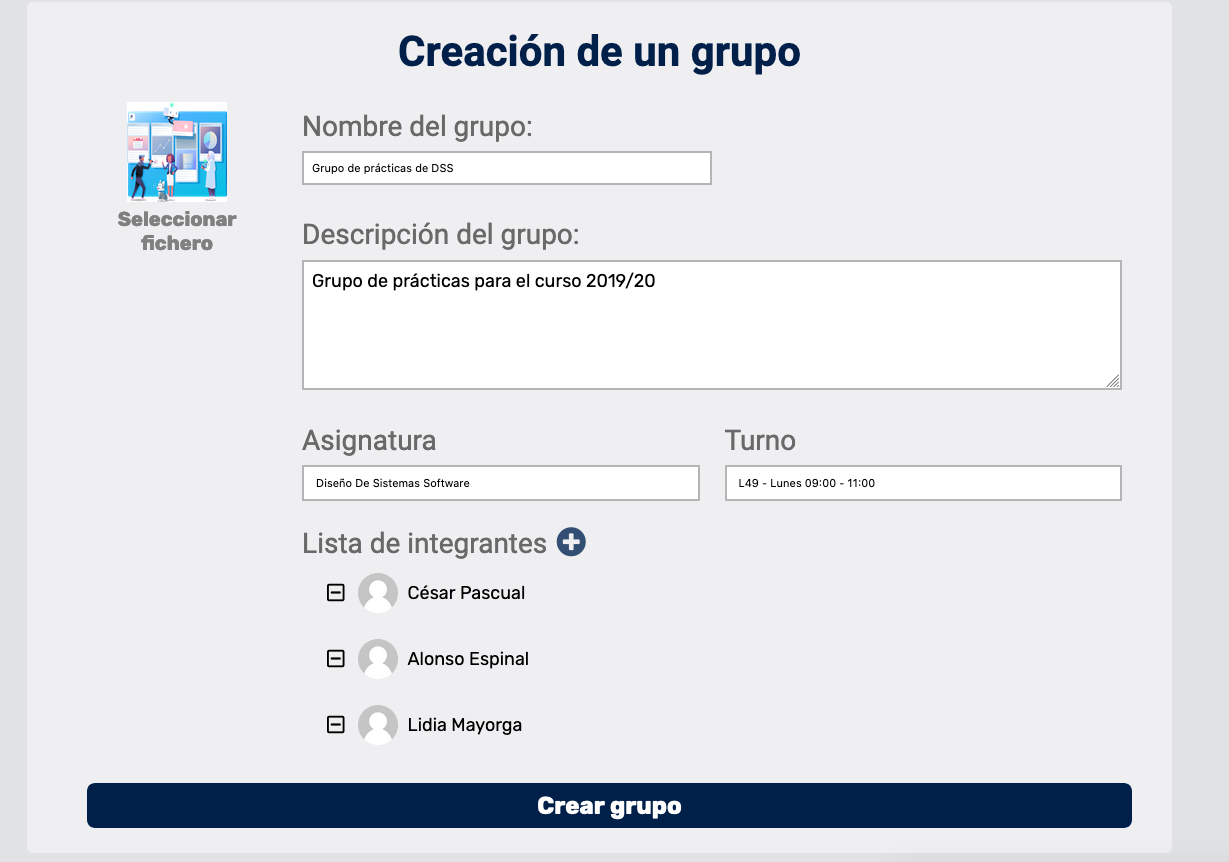 Creación de un grupo
Seleccionar
fichero
Nombre del grupo:
Grupo de prácticas de DSS
Descripción del grupo:
Grupo de prácticas para el curso 2019/20
Asignatura
Turno
Diseño De Sistemas Software
L49 - Lunes 09:00 - 11:00
Lista de integrantes
César Pascual
Alonso Espinal
Lidia Mayorga
Crear grupo